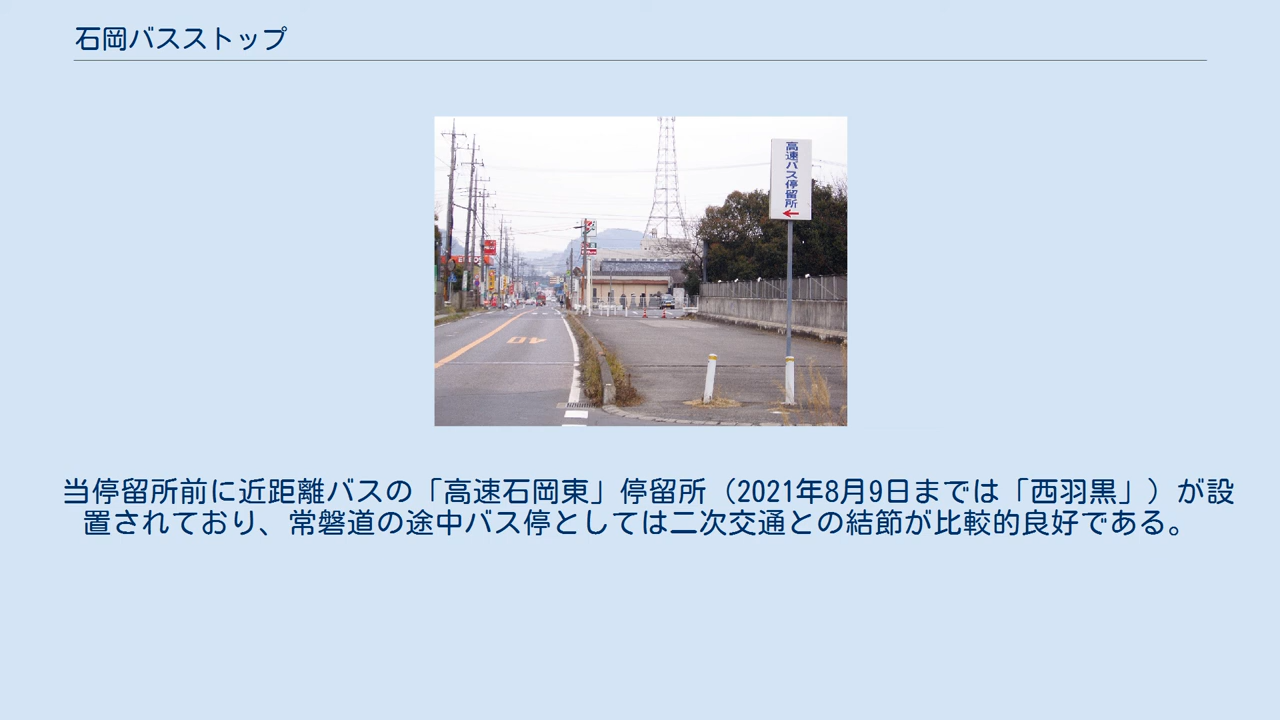 石岡バスストップ
高速バス停留所
40
当停留所前に近距離バスの「高速石岡東」停留所（2021年8月9日までは「西羽黒」）が設
置されており、常磐道の途中バス停としては二次交通との結節が比較的良好である。